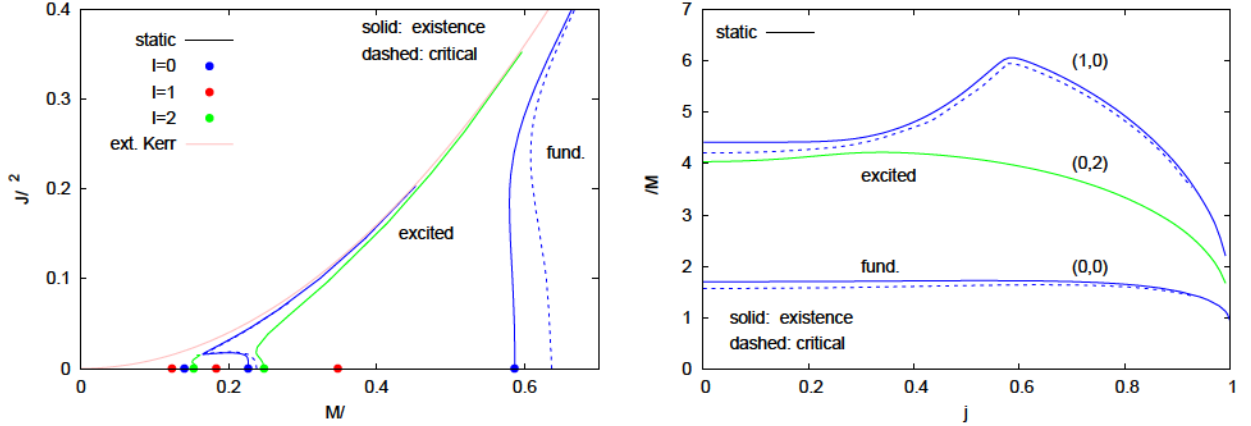 0.4
0.3
0.2
0.1
0
J/ ²
static
l=0
l=1
l=2
ext. Kerr
solid: existence
dashed: critical
fund.
excited
0
0.2
0.4
0.6
M/
7
6
5
4
3
2
1
0
/M
static
(1,0)
(0,2)
excited
fund.
(0,0)
solid: existence
dashed: critical
0
0.2
0.4
0.6
0.8
1
j